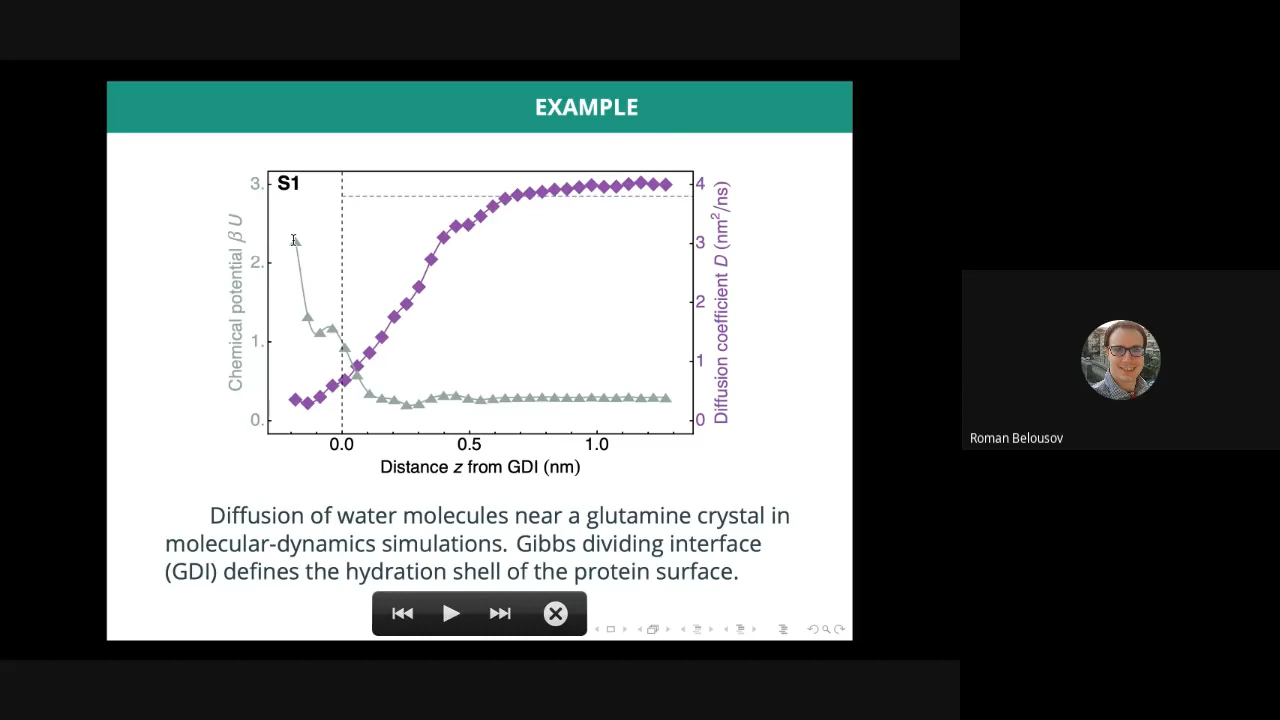 EXAMPLE
S1
3.
2.
1.
0.
Chemical potential β U
4
3
2
1
0
Diffusion coefficient D (nm²/ns)
0.0 0.5 1.0
Distance z from GDI (nm)
Diffusion of water molecules near a glutamine crystal in
molecular-dynamics simulations. Gibbs dividing interface
(GDI) defines the hydration shell of the protein surface.
Roman Belousov